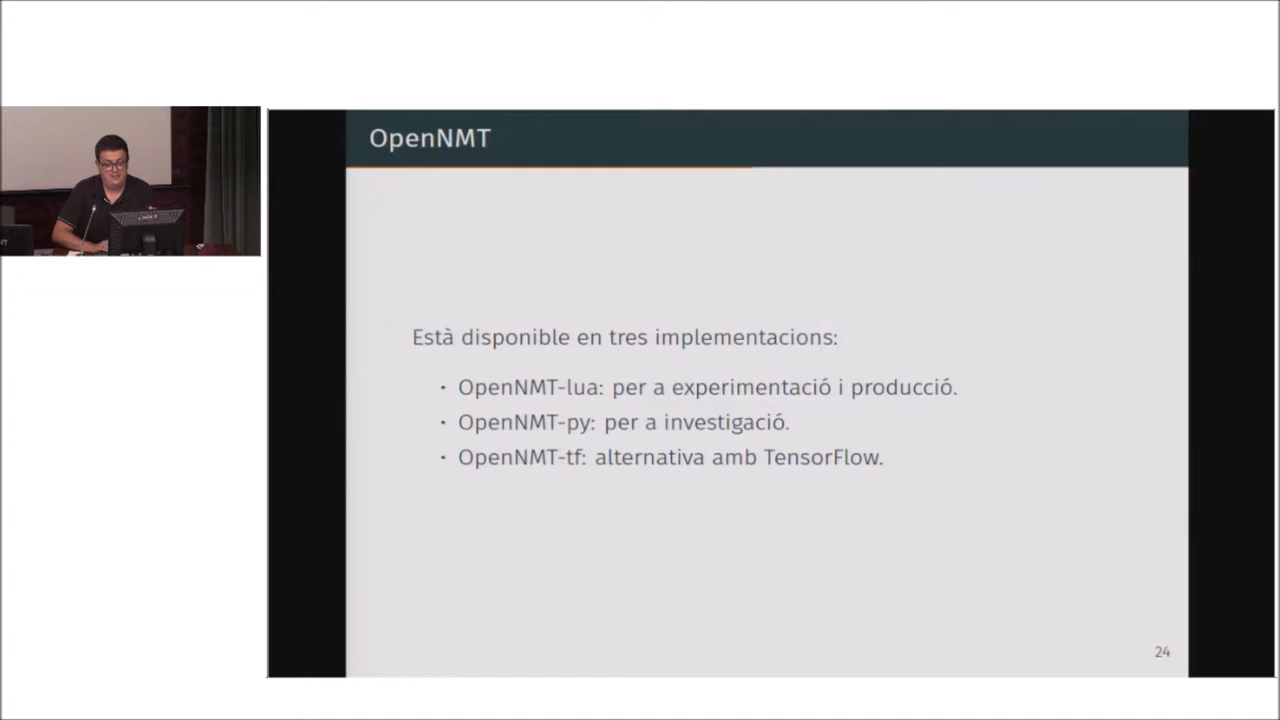 OpenNMT
Està disponible en tres implementacions:
· OpenNMT-lua: per a experimentació i producció.
· OpenNMT-py: per a investigació.
· OpenNMT-tf: alternativa amb TensorFlow.
24